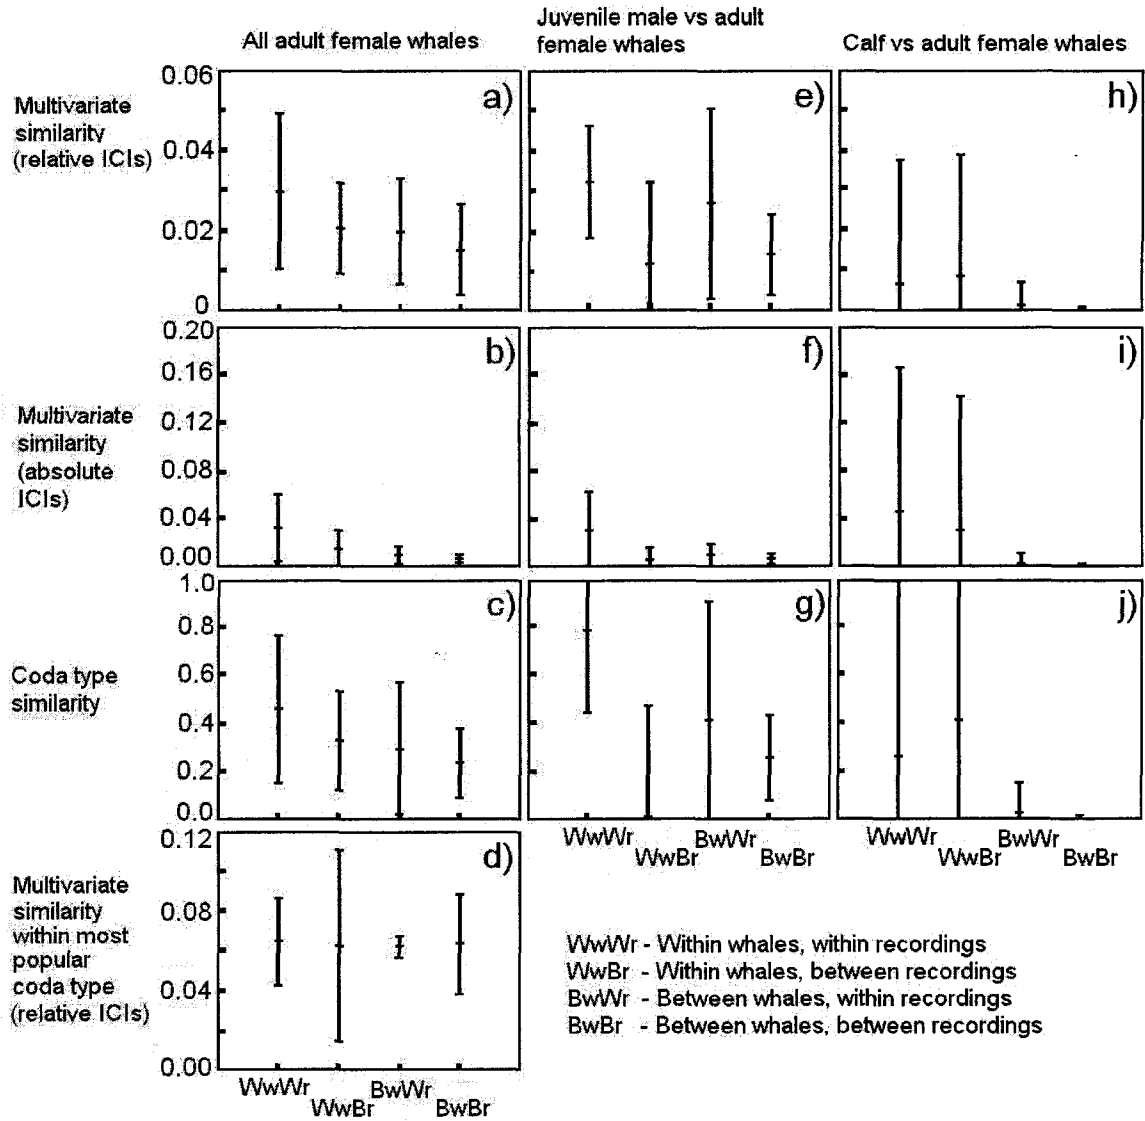 All adult female whales
Juvenile male vs adult
female whales
Calf vs adult female whales
Multivariate
similarity
(relative ICIs)
0.06
0.04
0.02
0
a)
e)
h)
Multivariate
similarity
(absolute
ICIs)
0.20
0.16
0.12
0.08
0.04
0.00
b)
f)
i)
Coda type
similarity
1.0
0.8
0.6
0.4
0.2
0.0
c)
g)
j)
WwWr
WwBr
BwWr
BwBr
WwWr
WwBr
BwWr
BwBr
Multivariate
similarity
within most
popular
coda type
(relative ICIs)
0.12
0.08
0.04
0.00
d)
WwWr
WwBr
BwWr
BwBr
WwWr - Within whales, within recordings
WwBr - Within whales, between recordings
BwWr - Between whales, within recordings
BwBr - Between whales, between recordings